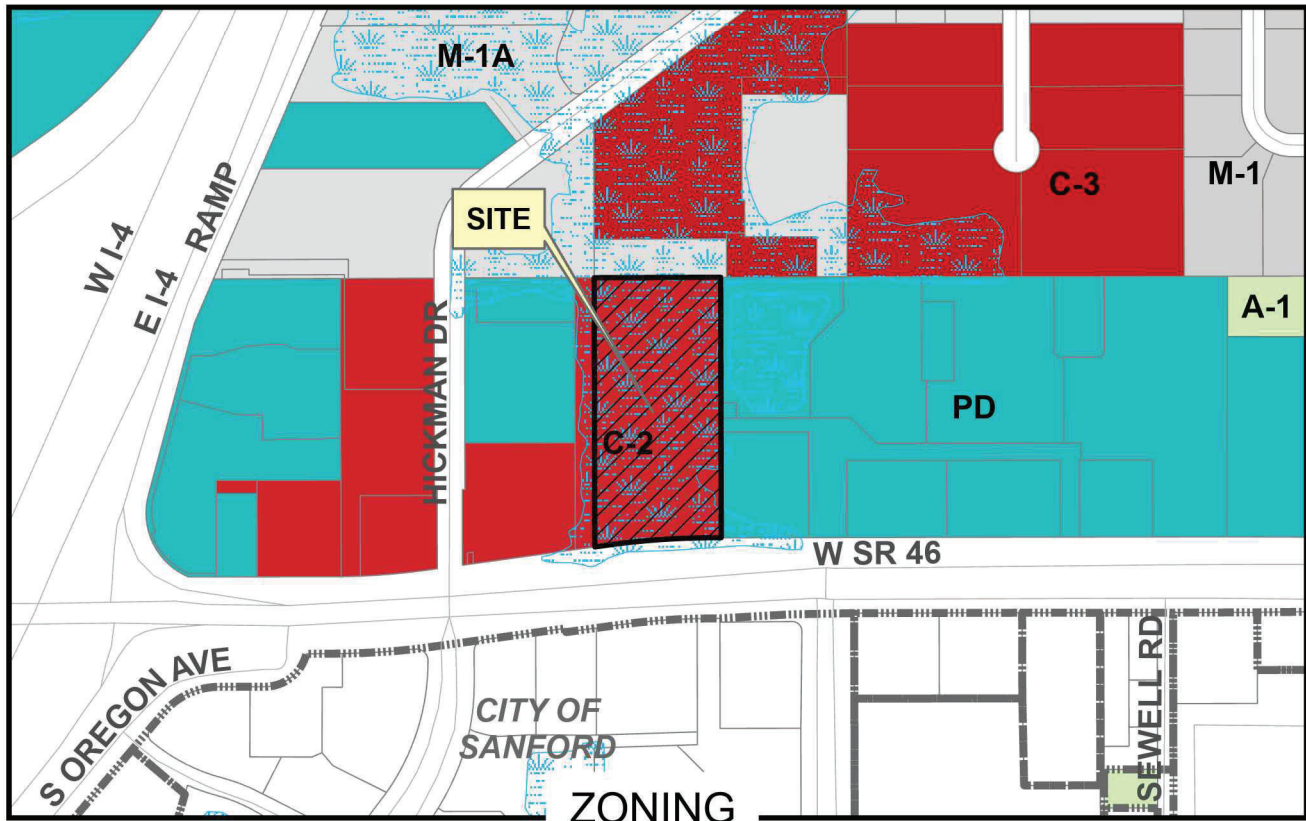 M-1A
W I-4
E I-4 RAMP
SITE
C-3
M-1
A-1
HICKMAN DR
C-2
PD
W SR 46
S OREGON AVE
CITY OF
SANFORD
SEWELL RD
ZONING